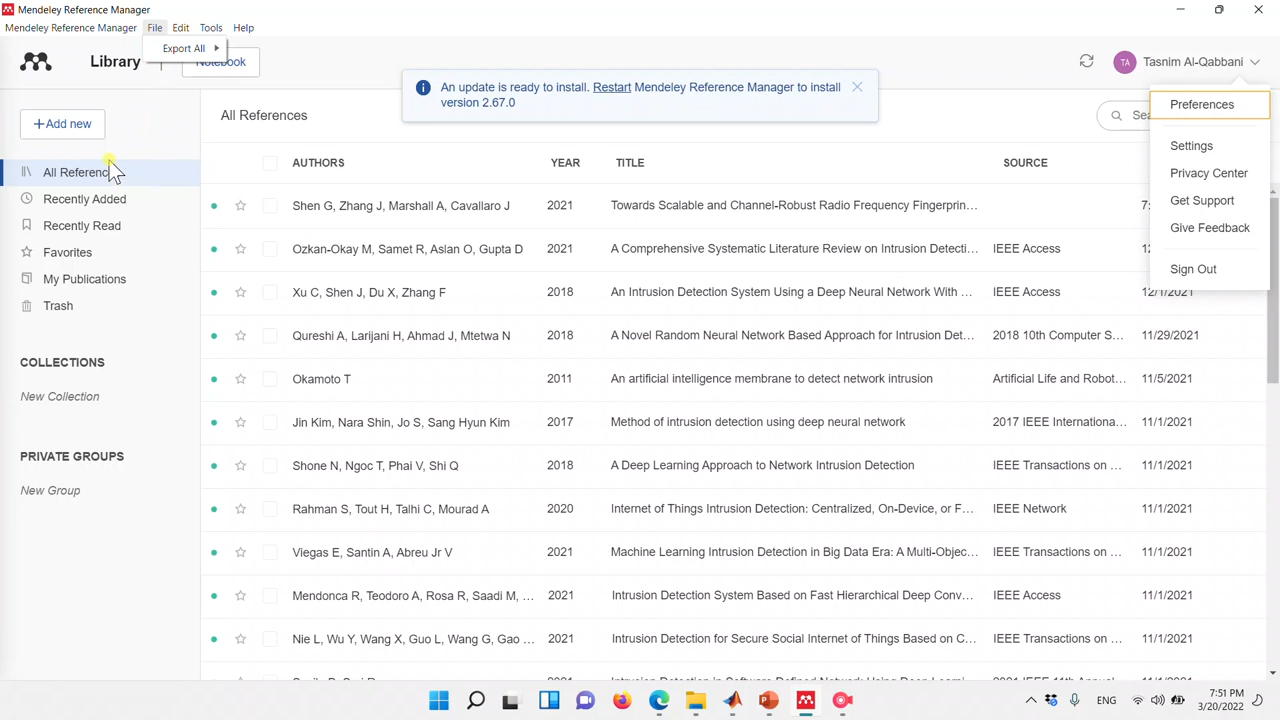 Mendeley Reference Manager
Mendeley Reference Manager File Edit Tools Help
Export All
Library
Notebook
Tasnim Al-Qabbani
TA
An update is ready to install. Restart Mendeley Reference Manager to install
version 2.67.0
Preferences
Settings
Privacy Center
Get Support
Give Feedback
Sign Out
+Add new
All References
Recently Added
Recently Read
Favorites
My Publications
Trash
COLLECTIONS
New Collection
PRIVATE GROUPS
New Group
All References
AUTHORS YEAR TITLE SOURCE
Shen G, Zhang J, Marshall A, Cavallaro J 2021 Towards Scalable and Channel-Robust Radio Frequency Fingerprin...
Ozkan-Okay M, Samet R, Aslan O, Gupta D 2021 A Comprehensive Systematic Literature Review on Intrusion Detecti... IEEE Access
Xu C, Shen J, Du X, Zhang F 2018 An Intrusion Detection System Using a Deep Neural Network With ... IEEE Access 12/1/2021
Qureshi A, Larijani H, Ahmad J, Mtetwa N 2018 A Novel Random Neural Network Based Approach for Intrusion Det... 2018 10th Computer S... 11/29/2021
Okamoto T 2011 An artificial intelligence membrane to detect network intrusion Artificial Life and Robot... 11/5/2021
Jin Kim, Nara Shin, Jo S, Sang Hyun Kim 2017 Method of intrusion detection using deep neural network 2017 IEEE Internationa... 11/1/2021
Shone N, Ngoc T, Phai V, Shi Q 2018 A Deep Learning Approach to Network Intrusion Detection IEEE Transactions on ... 11/1/2021
Rahman S, Tout H, Talhi C, Mourad A 2020 Internet of Things Intrusion Detection: Centralized, On-Device, or F... IEEE Network 11/1/2021
Viegas E, Santin A, Abreu Jr V 2021 Machine Learning Intrusion Detection in Big Data Era: A Multi-Objec... IEEE Transactions on ... 11/1/2021
Mendonca R, Teodoro A, Rosa R, Saadi M, ... 2021 Intrusion Detection System Based on Fast Hierarchical Deep Conv... IEEE Access 11/1/2021
Nie L, Wu Y, Wang X, Guo L, Wang G, Gao ... 2021 Intrusion Detection for Secure Social Internet of Things Based on C... IEEE Transactions on ... 11/1/2021
ENG
7:51 PM
3/20/2022